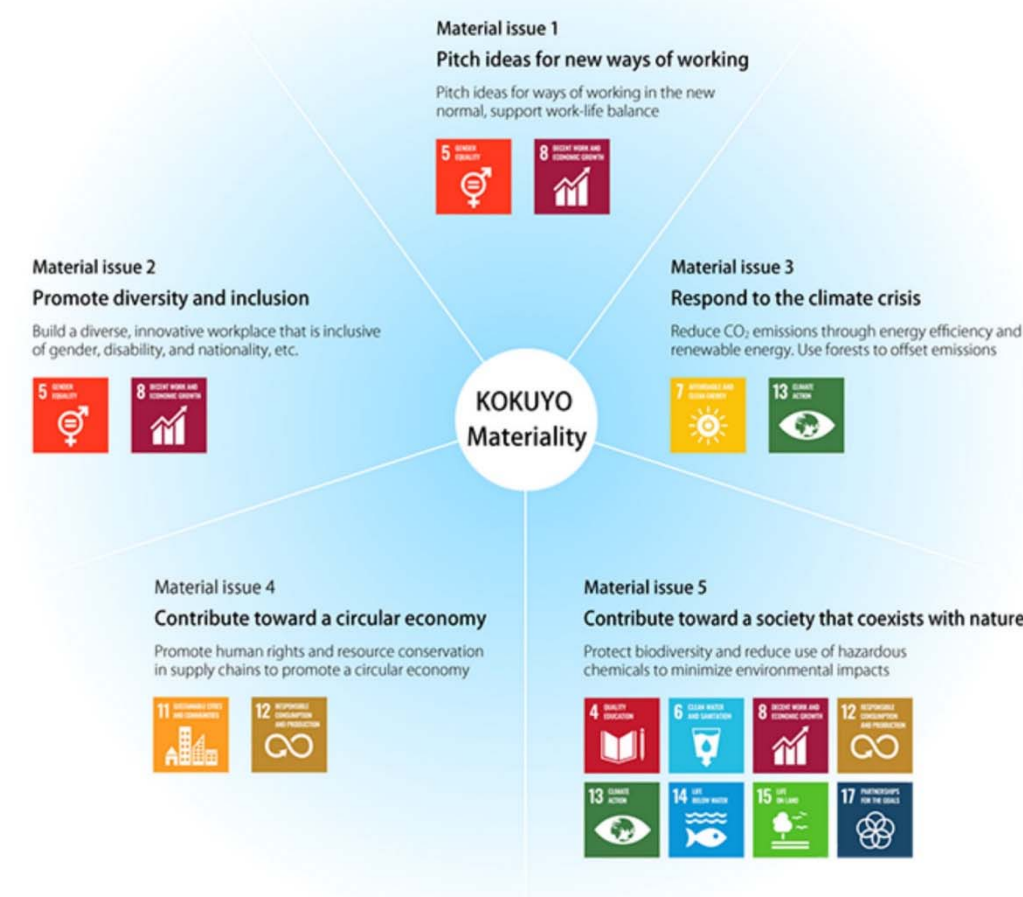 Material issue 1
Pitch ideas for new ways of working
Pitch ideas for ways of working in the new
normal, support work-life balance
5 GENDER
EQUALITY
8 DECENT WORK AND
ECONOMIC GROWTH
Material issue 2
Promote diversity and inclusion
Build a diverse, innovative workplace that is inclusive
of gender, disability, and nationality, etc.
5 GENDER
EQUALITY
8 DECENT WORK AND
ECONOMIC GROWTH
Material issue 3
Respond to the climate crisis
Reduce CO₂ emissions through energy efficiency and
renewable energy. Use forests to offset emissions
7 AFFORDABLE AND
CLEAN ENERGY
13 CLIMATE
ACTION
KOKUYO
Materiality
Material issue 4
Contribute toward a circular economy
Promote human rights and resource conservation
in supply chains to promote a circular economy
11 SUSTAINABLE CITIES
AND COMMUNITIES
12 RESPONSIBLE
CONSUMPTION
AND PRODUCTION
Material issue 5
Contribute toward a society that coexists with nature
Protect biodiversity and reduce use of hazardous
chemicals to minimize environmental impacts
4 QUALITY
EDUCATION
6 CLEAN WATER
AND SANITATION
8 DECENT WORK AND
ECONOMIC GROWTH
12 RESPONSIBLE
CONSUMPTION
AND PRODUCTION
13 CLIMATE
ACTION
14 LIFE
BELOW WATER
15 LIFE
ON LAND
17 PARTNERSHIPS
FOR THE GOALS